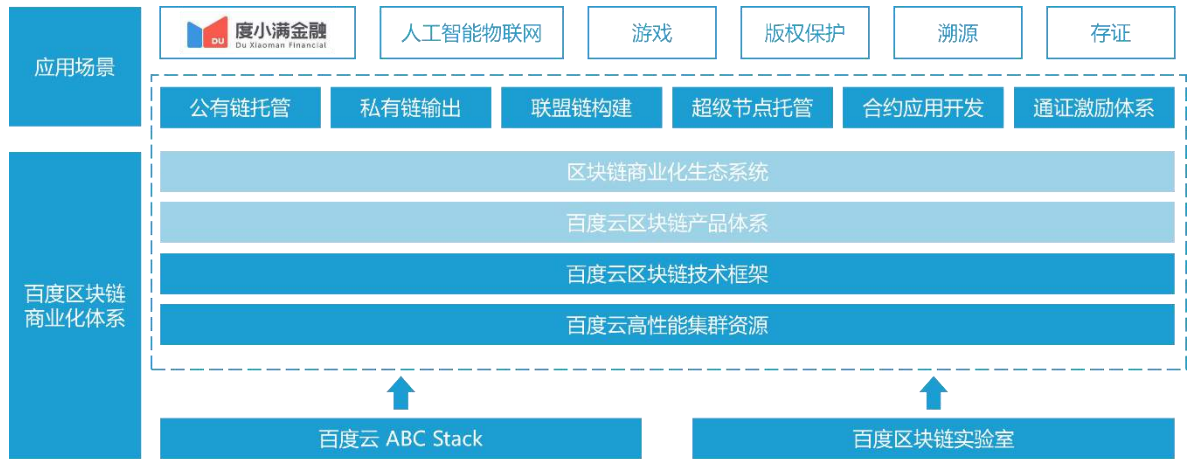 应用场景
DU
度小满金融
Du Xiaoman Financial
人工智能物联网
游戏
版权保护
溯源
存证
公有链托管
私有链输出
联盟链构建
超级节点托管
合约应用开发
通证激励体系
百度区块链
商业化体系
区块链商业化生态系统
百度云区块链产品体系
百度云区块链技术框架
百度云高性能集群资源
百度云 ABC Stack
百度区块链实验室